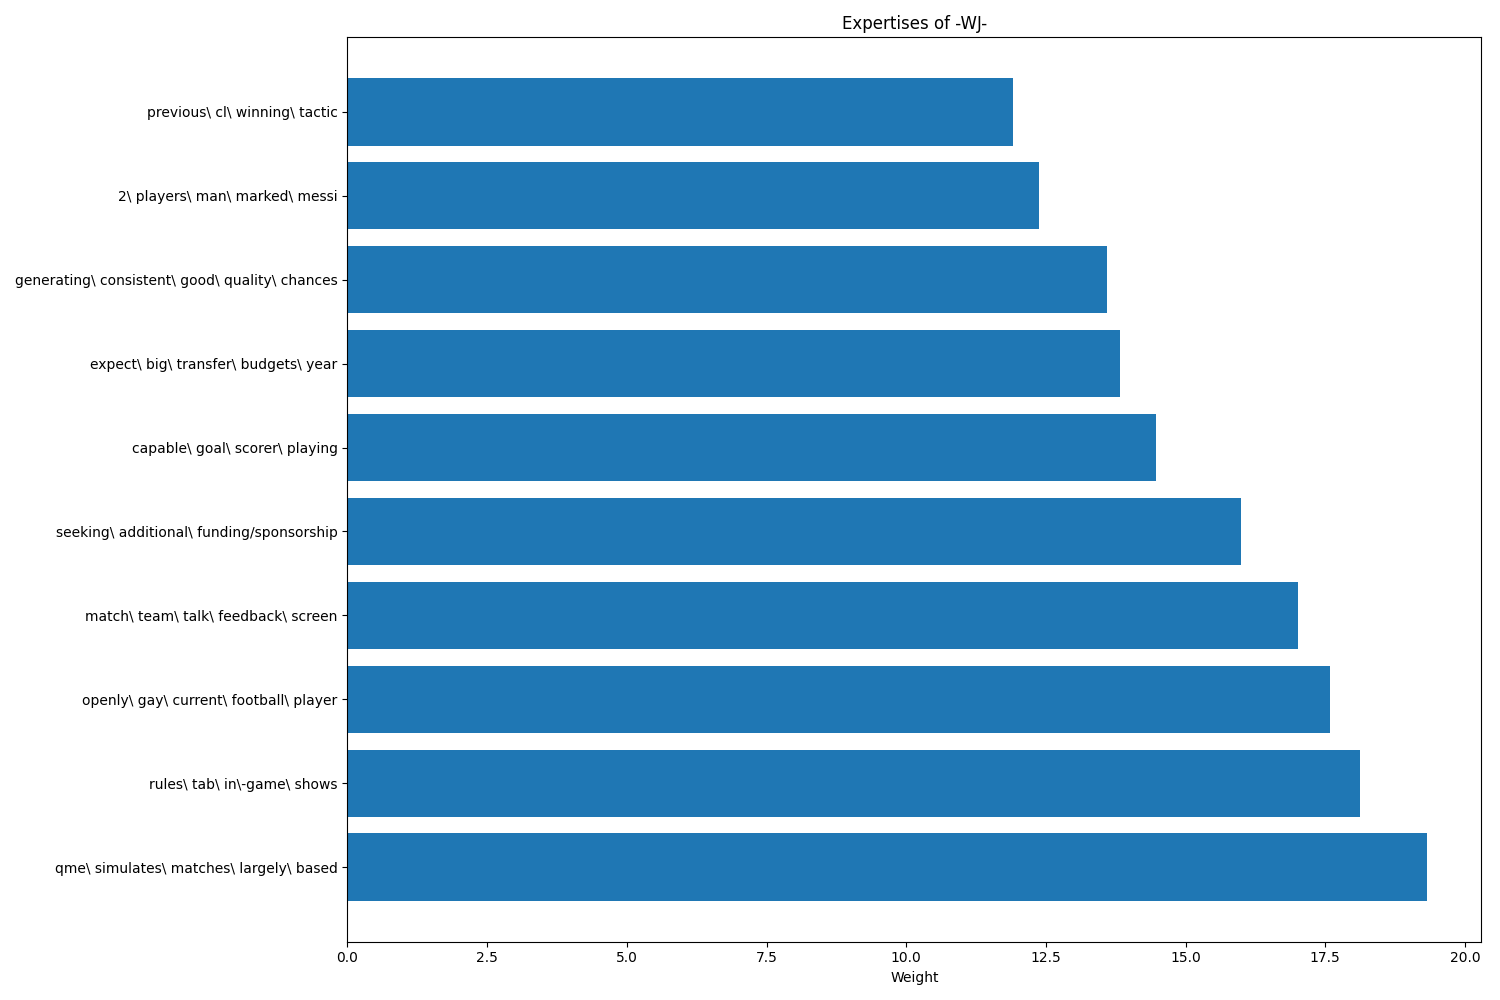 Expertises of -WJ-
previous\ cl\ winning\ tactic
2\ players\ man\ marked\ messi
generating\ consistent\ good\ quality\ chances
expect\ big\ transfer\ budgets\ year
capable\ goal\ scorer\ playing
seeking\ additional\ funding/sponsorship
match\ team\ talk\ feedback\ screen
openly\ gay\ current\ football\ player
rules\ tab\ in\-game\ shows
qme\ simulates\ matches\ largely\ based
0.0 2.5 5.0 7.5 10.0 12.5 15.0 17.5 20.0
Weight